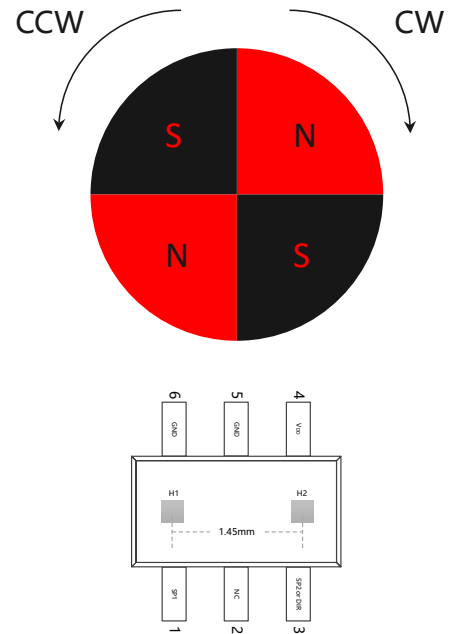 CCW
CW
S
N
N
S
6
5
4
GND
GND
VDD
H1
H2
1.45mm
SP1
NC
SP2 or DIR
1
2
3